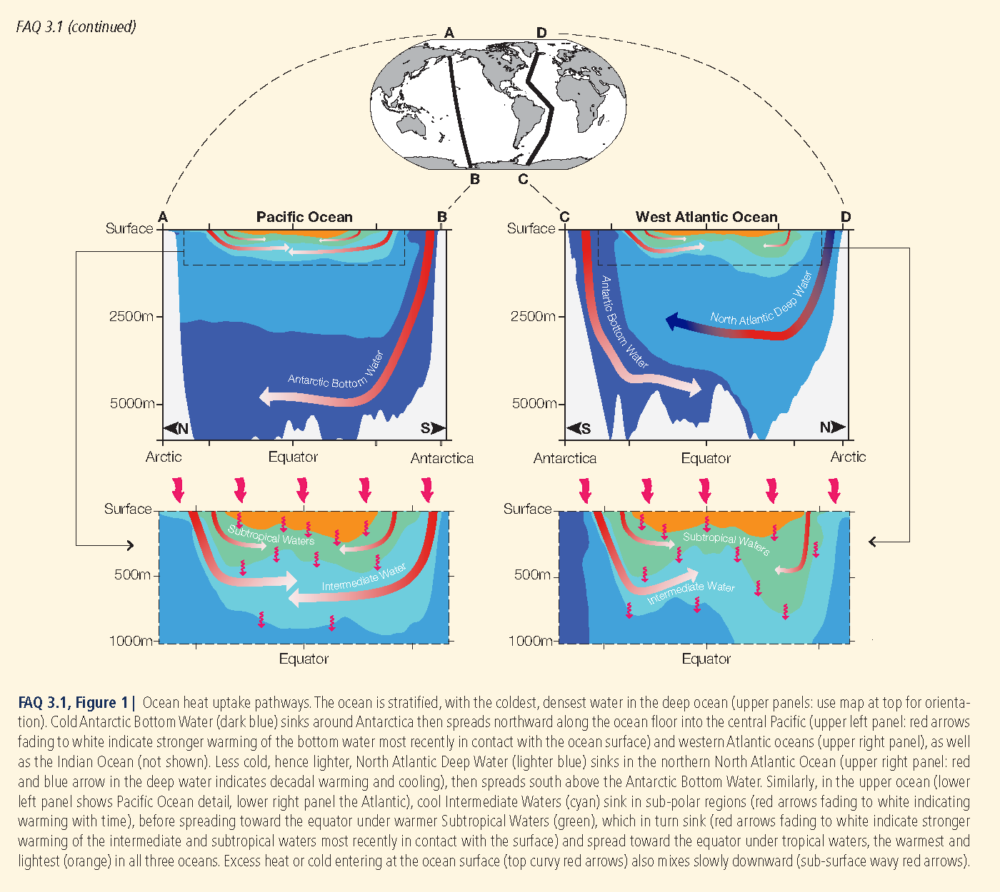 FAQ 3.1 (continued)
A D
B C
A Pacific Ocean B
C West Atlantic Ocean D
Surface
2500m
5000m
Antarctic Bottom Water
N S
Arctic Equator Antarctica
Surface
2500m
5000m
Antartic Bottom Water
North Atlantic Deep Water
S N
Antarctica Equator Arctic
Surface
500m
1000m
Subtropical Waters
Intermediate Water
Equator
Surface
500m
1000m
Subtropical Waters
Intermediate Water
Equator
FAQ 3.1, Figure 1 | Ocean heat uptake pathways. The ocean is stratified, with the coldest, densest water in the deep ocean (upper panels: use map at top for orienta-
tion). Cold Antarctic Bottom Water (dark blue) sinks around Antarctica then spreads northward along the ocean floor into the central Pacific (upper left panel: red arrows
fading to white indicate stronger warming of the bottom water most recently in contact with the ocean surface) and western Atlantic oceans (upper right panel), as well
as the Indian Ocean (not shown). Less cold, hence lighter, North Atlantic Deep Water (lighter blue) sinks in the northern North Atlantic Ocean (upper right panel: red
and blue arrow in the deep water indicates decadal warming and cooling), then spreads south above the Antarctic Bottom Water. Similarly, in the upper ocean (lower
left panel shows Pacific Ocean detail, lower right panel the Atlantic), cool Intermediate Waters (cyan) sink in sub-polar regions (red arrows fading to white indicating
warming with time), before spreading toward the equator under warmer Subtropical Waters (green), which in turn sink (red arrows fading to white indicate stronger
warming of the intermediate and subtropical waters most recently in contact with the surface) and spread toward the equator under tropical waters, the warmest and
lightest (orange) in all three oceans. Excess heat or cold entering at the ocean surface (top curvy red arrows) also mixes slowly downward (sub-surface wavy red arrows).